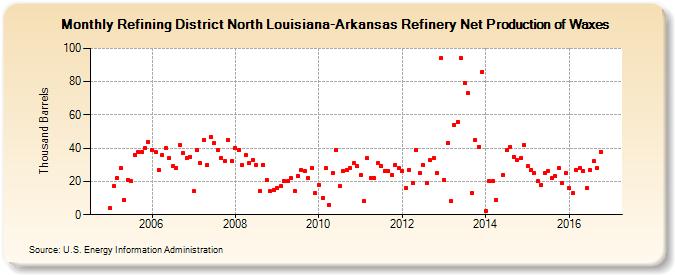 Monthly Refining District North Louisiana-Arkansas Refinery Net Production of Waxes
Thousand Barrels
100
80
60
40
20
0
2006 2008 2010 2012 2014 2016
Source: U.S. Energy Information Administration